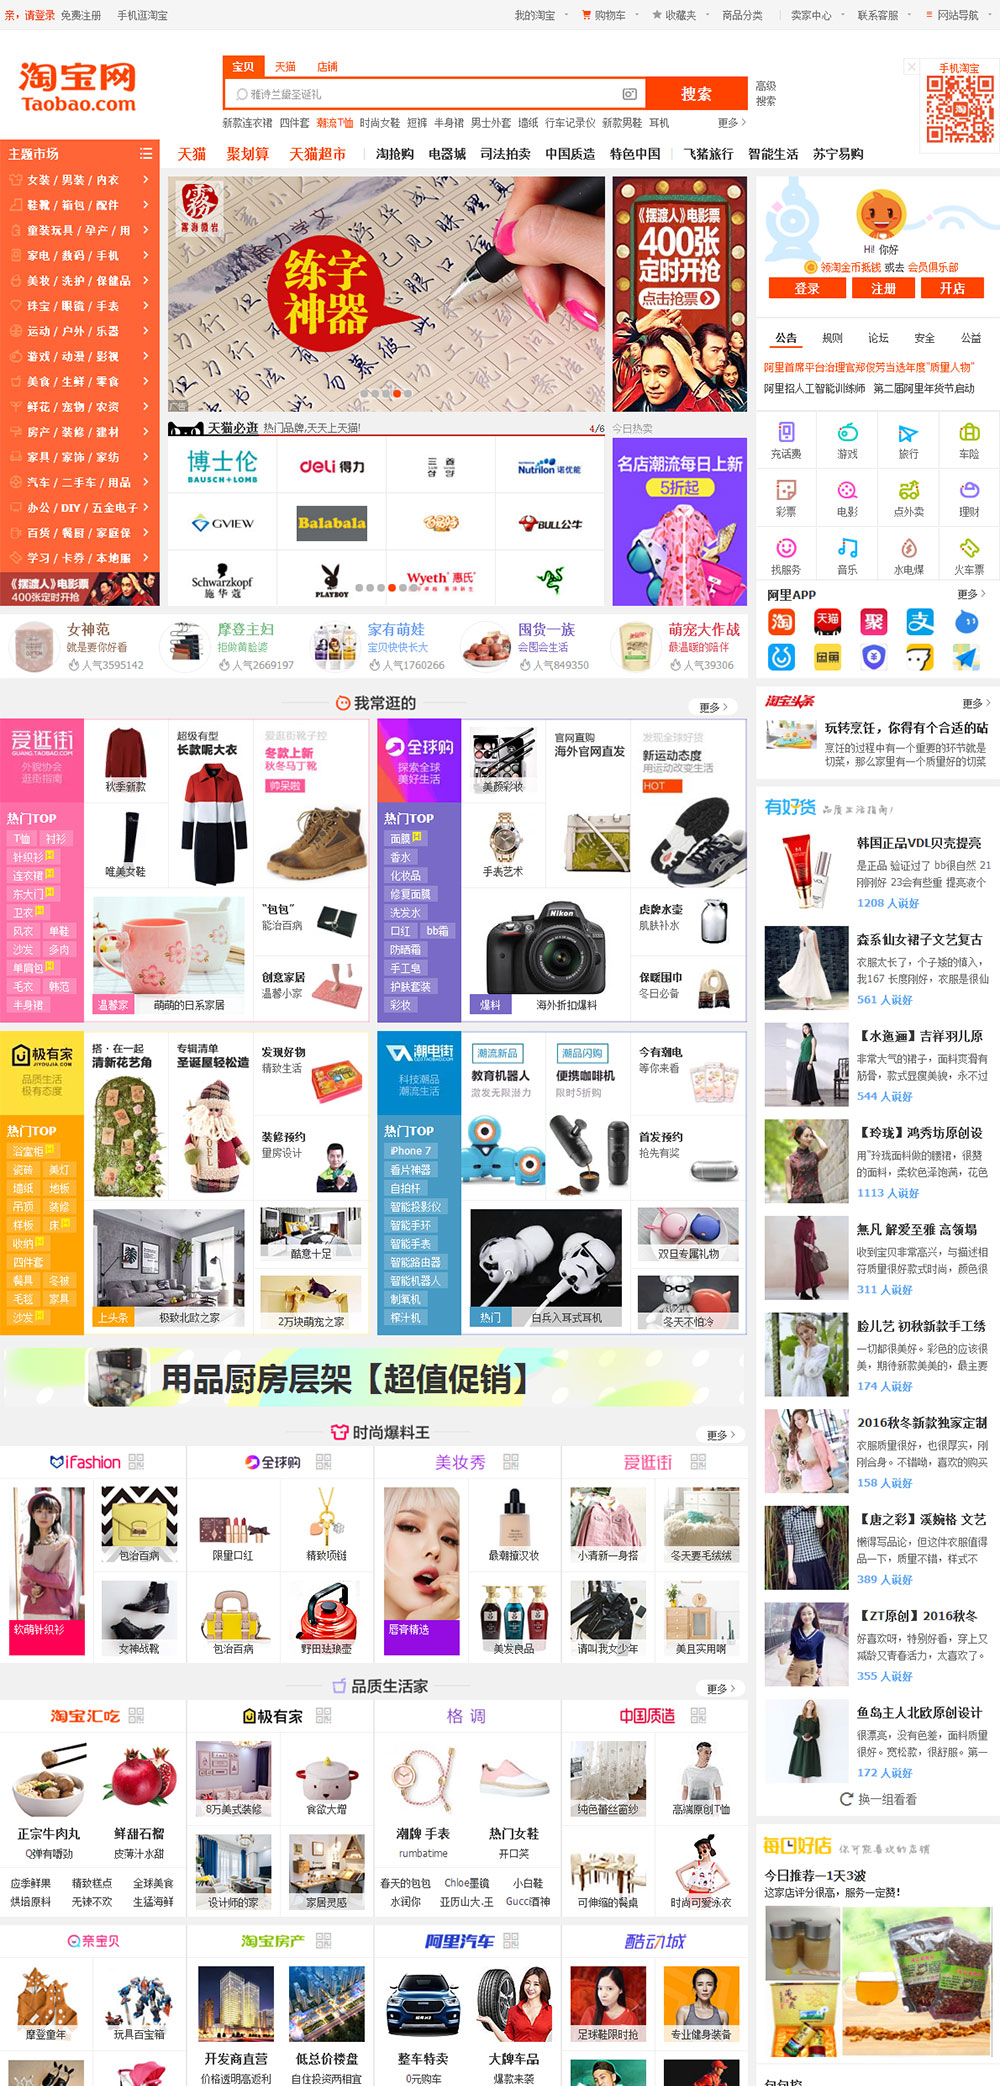 亲，请登录 免费注册 手机逛淘宝
我的淘宝 购物车 收藏夹 商品分类 卖家中心 联系客服 网站导航
淘宝网
Taobao.com
宝贝 天猫 店铺
雅诗兰黛圣诞礼
搜索
高级
搜索
手机淘宝
新款连衣裙 四件套 潮流T恤 时尚女鞋 短裤 半身裙 男士外套 墙纸 行车记录仪 新款男鞋 耳机 更多
主题市场
天猫 聚划算 天猫超市 淘抢购 电器城 司法拍卖 中国质造 特色中国 飞猪旅行 智能生活 苏宁易购
女装 / 男装 / 内衣
鞋靴 / 箱包 / 配件
童装玩具 / 孕产 / 用
家电 / 数码 / 手机
美妆 / 洗护 / 保健品
珠宝 / 眼镜 / 手表
运动 / 户外 / 乐器
游戏 / 动漫 / 影视
美食 / 生鲜 / 零食
鲜花 / 宠物 / 农资
房产 / 装修 / 建材
家具 / 家饰 / 家纺
汽车 / 二手车 / 用品
办公 / DIY / 五金电子
百货 / 餐厨 / 家庭保
学习 / 卡券 / 本地服
《摆渡人》电影票
400张定时开抢
练字
神器
《摆渡人》电影票
400张
定时开抢
点击抢票
Hi! 你好
领淘金币抵钱 或去 会员俱乐部
登录 注册 开店
公告 规则 论坛 安全 公益
阿里首席平台治理官郑俊芳当选年度"质量人物"
阿里招人工智能训练师 第二届阿里年货节启动
天猫必逛 热门品牌,天天上天猫! 4/6
今日热卖
博士伦
BAUSCH+LOMB
deli 得力
三養
Nutrilon 诺优能
GVIEW
Balabala
BULL公牛
Schwarzkopf
施华蔻
PLAYBOY
Wyeth 惠氏
名店潮流每日上新
5折起
充话费 游戏 旅行 车险
彩票 电影 点外卖 理财
找服务 音乐 水电煤 火车票
阿里APP 更多
淘 天猫 聚 支
闲鱼
女神范
就是要你好看
人气3595142
摩登主妇
拒做黄脸婆
人气2669197
家有萌娃
宝贝快快长大
人气1760266
囤货一族
会囤会生活
人气849350
萌宠大作战
最温暖的陪伴
人气39306
我常逛的
更多
淘宝头条 更多
玩转烹饪，你得有个合适的砧
烹饪的过程中有一个重要的环节就是
切菜，那么家里有一个质量好的切菜
爱逛街
GUANG.TAOBAO.COM
外貌协会
逛街指南
秋季新款
超级有型
长款呢大衣
爱逛街靴子控
冬款上新
秋冬马丁靴
帅呆啦
热门TOP
T恤 衬衫
针织衫
连衣裙
东大门
卫衣
风衣 单鞋
沙发 多肉
单肩包
毛衣 韩范
半身裙
唯美女鞋
温馨家 萌萌的日系家居
“包包”
能治百病
创意家居
温馨小家
全球购
探索全球
美好生活
美颜彩妆
官网直购
海外官网直发
发现全球好货
新运动态度
用运动改变生活
HOT
热门TOP
面膜
香水
化妆品
修复面膜
洗发水
口红 bb霜
防晒霜
手工皂
护肤套装
彩妆
手表艺术
Nikon
爆料 海外折扣爆料
虎牌水壶
肌肤补水
保暖围巾
冬日必备
有好货 品质生活指南/
韩国正品VDL贝壳提亮
是正品 验证过了 bb很自然 21
刚刚好 23会有些重 提亮液个
1208 人说好
森系仙女裙子文艺复古
衣服太长了，个子矮的慎入，
我167 长度刚好，衣服是很仙
561 人说好
【水迤逦】吉祥羽儿原
非常大气的裙子，面料爽滑有
筋骨，款式显瘦美貌，永不过
544 人说好
【玲珑】鸿秀坊原创设
用"玲珑面料做的腰裙，很赞
的面料，柔软色泽饱满，花色
1113 人说好
無凡 解爱至雅 高领塌
收到宝贝非常高兴，与描述相
符质量很好款式时尚，颜色很
311 人说好
脸儿艺 初秋新款手工绣
一切都很美好。彩色的应该很
美，期待新款美美的，最主要
174 人说好
2016秋冬新款独家定制
衣服质量很好，也很厚实，刚
刚合身。不错呦，喜欢的购买
158 人说好
【唐之彩】溪婉格 文艺
懒得写品论，但这件衣服值得
品一下，质量不错，样式不
389 人说好
【ZT原创】2016秋冬
好喜欢呀，特别好看，穿上又
减龄又青春活力，太喜欢了。
355 人说好
鱼岛主人北欧原创设计
很漂亮，没有色差，面料质量
很好。宽松款，很舒服。第一
172 人说好
换一组看看
极有家
JIYOUJIA.COM
品质生活
极有态度
搭·在一起
清新花艺角
专辑清单
圣诞屋轻松造
发现好物
精致生活
热门TOP
浴室柜
瓷砖 美灯
墙纸 地板
吊顶 装修
样板 床
收纳
四件套
餐具 冬被
毛毯 家具
沙发
装修预约
量房设计
上头条 极致北欧之家
酷意十足
2万块萌宠之家
潮电街
科技潮品
潮流生活
潮流新品
教育机器人
激发无限潜力
潮品闪购
便携咖啡机
限时5折购
今有潮电
等你来看
热门TOP
iPhone 7
看片神器
自拍杆
智能投影仪
智能手环
智能手表
智能路由器
智能机器人
制氧机
榨汁机
首发预约
抢先有奖
热门 白兵入耳式耳机
双旦专属礼物
冬天不怕冷
用品厨房层架【超值促销】
时尚爆料王
更多
iFashion 全球购 美妆秀 爱逛街
包治百病
限量口红 精致项链
最潮撞汉妆
小清新一身搭 冬天要毛绒绒
软萌针织衫
女神战靴
包治百病 野田珐琅壶
唇膏精选
美发良品
请叫我女少年 美且实用啊
品质生活家
更多
淘宝汇吃 极有家 格调 中国质造
正宗牛肉丸
Q弹有嚼劲
鲜甜石榴
皮薄汁水甜
应季鲜果 精致糕点 全球美食
烘焙原料 无辣不欢 生猛海鲜
8万美式装修 食欲大增
设计师的家 家居灵感
潮牌 手表
rumbatime
热门女鞋
开口笑
春天的包包 Chloe墨镜 小白鞋
水润你 亚历山大.王 Gucci酒神
纯色蕾丝窗纱 高端原创T恤
可伸缩的餐桌 时尚可爱泳衣
每日好店 你可能喜欢的店铺
今日推荐—1天3波
这家店评分很高，服务一定赞！
亲宝贝 淘宝房产 阿里汽车 酷动城
摩登童年 玩具百宝箱
开发商直营
价格透明高返利
低总价楼盘
自住投资两相宜
整车特卖
0元购车
大牌车品
爆款来袭
足球鞋限时抢 专业健身装备